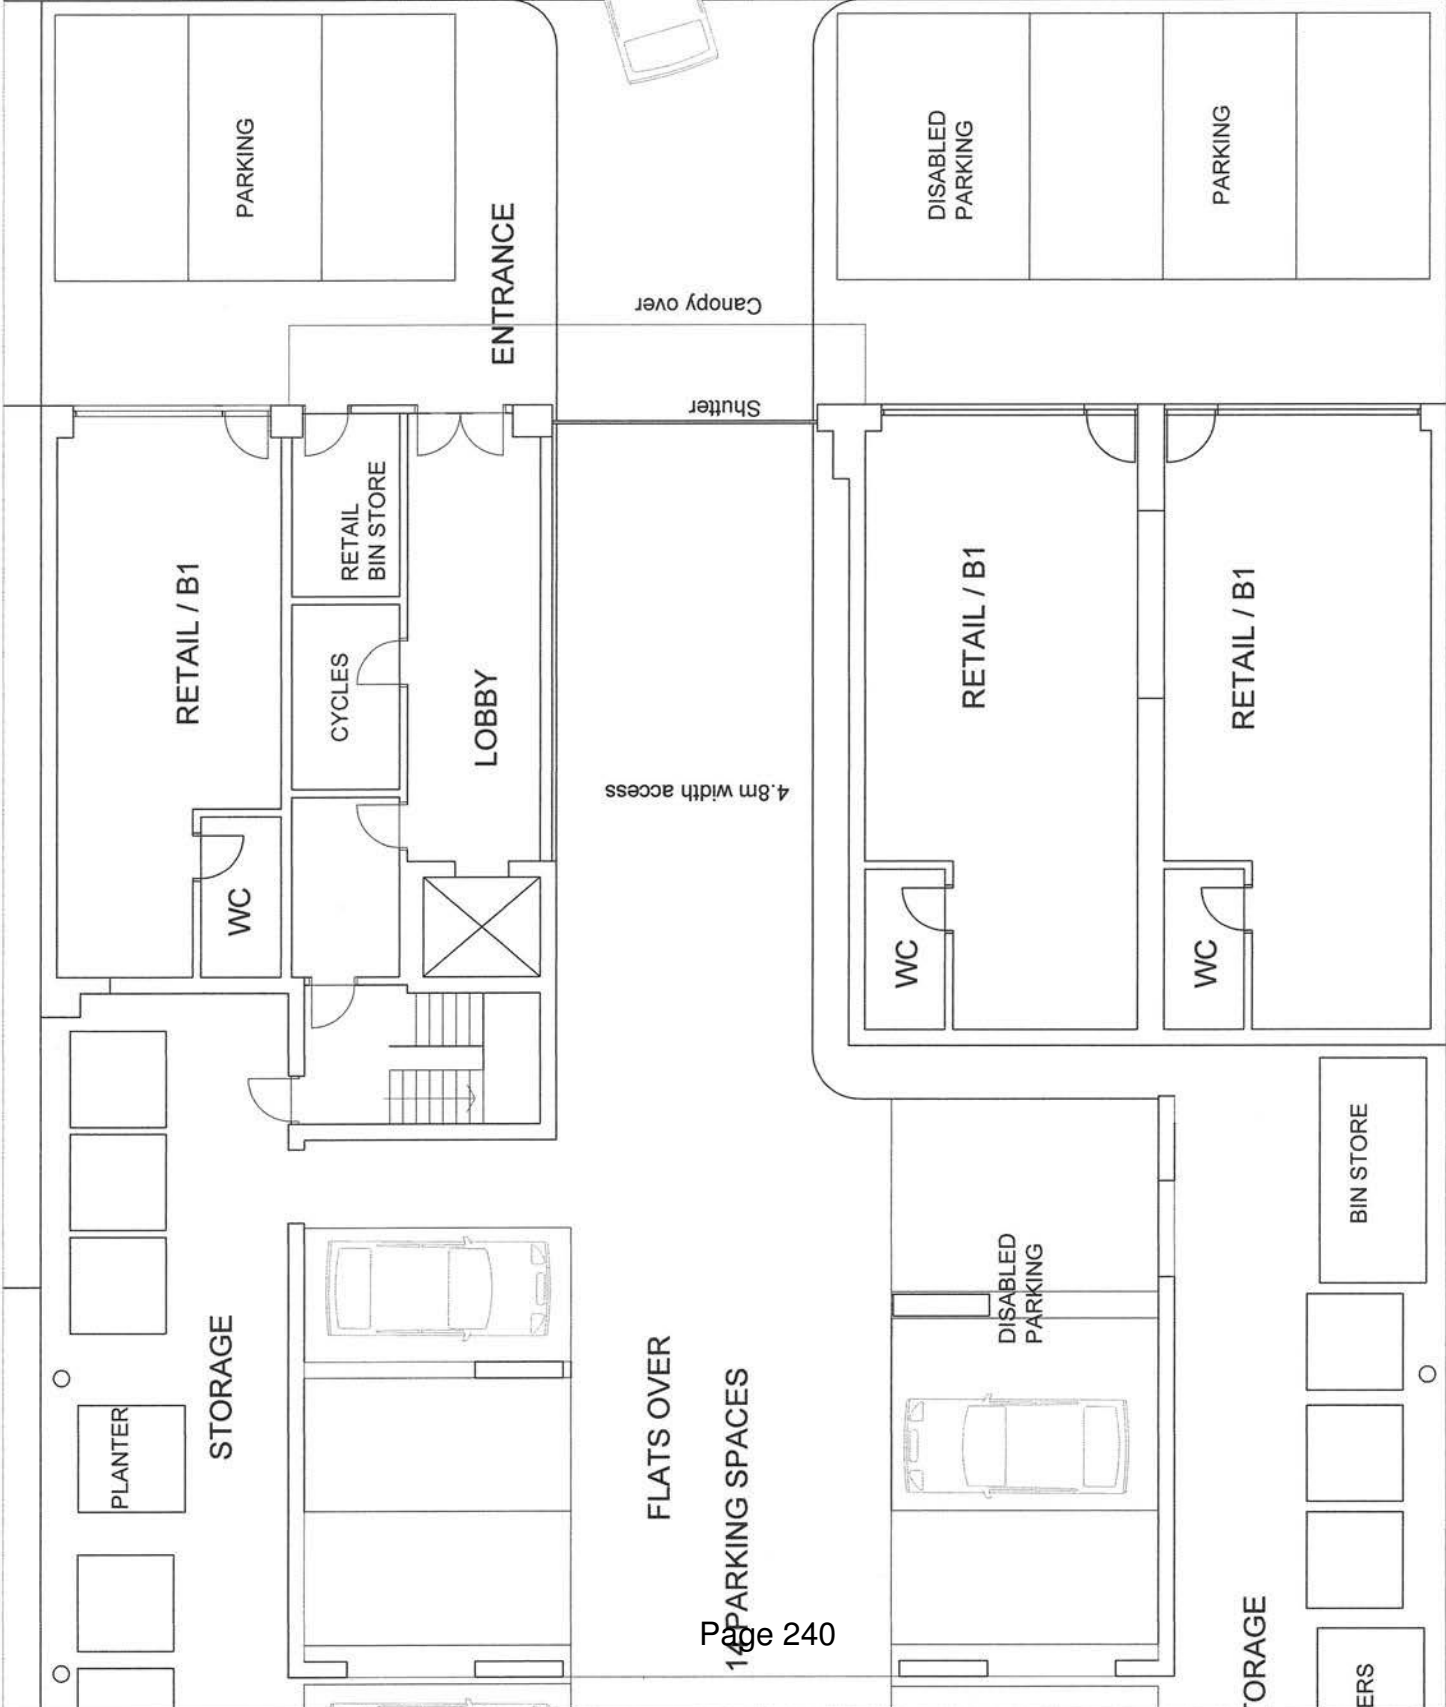 PARKING
DISABLED
PARKING
PARKING
ENTRANCE
Canopy over
Shutter
RETAIL / B1
RETAIL
BIN STORE
CYCLES
LOBBY
RETAIL / B1
RETAIL / B1
4.8m width access
WC
WC
WC
BIN STORE
DISABLED
PARKING
STORAGE
PLANTER
FLATS OVER
14 PARKING SPACES
Page 240
TORAGE
ERS